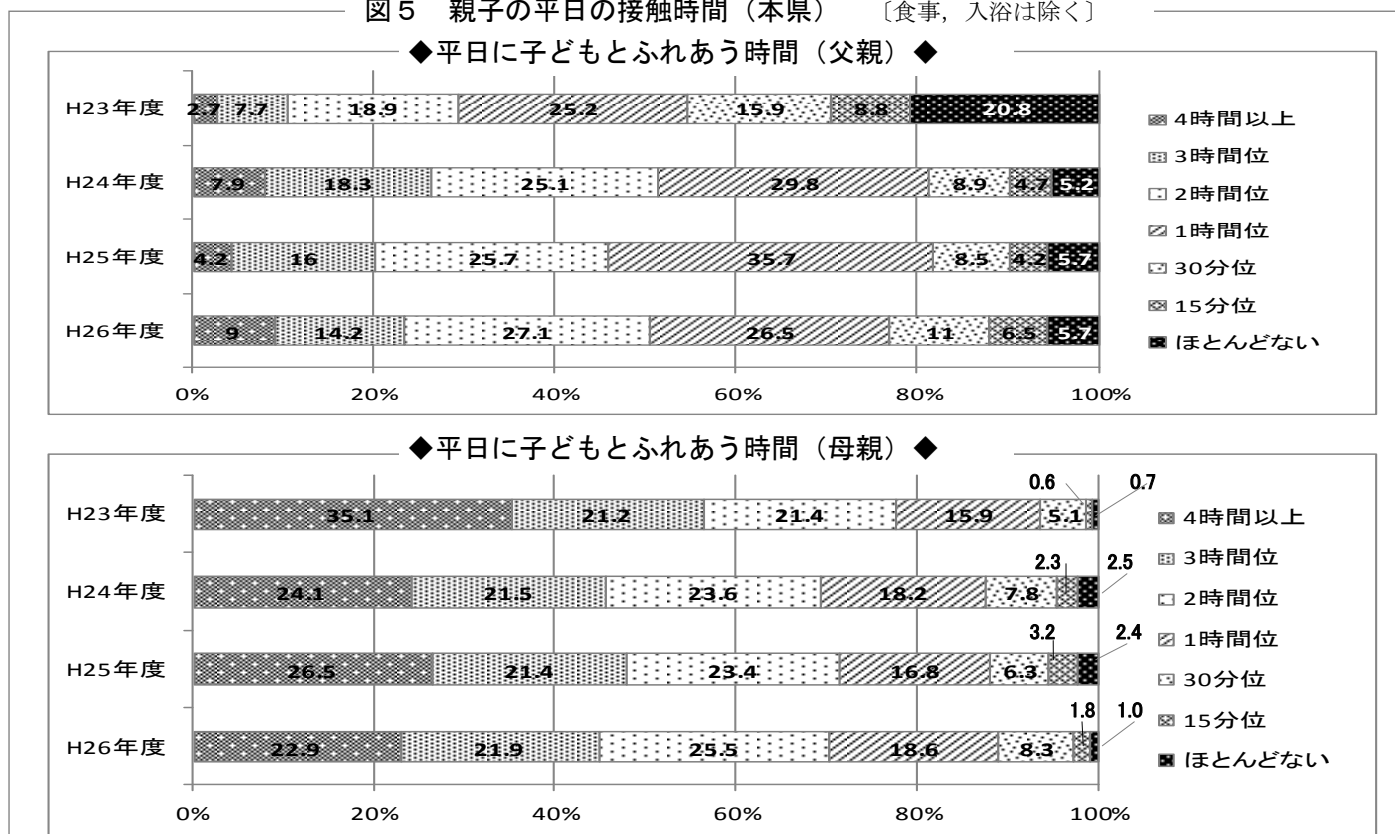 図５　親子の平日の接触時間（本県）　〔食事，入浴は除く〕
◆平日に子どもとふれあう時間（父親）◆
H23年度 2.7 7.7 18.9 25.2 15.9 8.8 20.8
H24年度 7.9 18.3 25.1 29.8 8.9 4.7 5.2
H25年度 4.2 16 25.7 35.7 8.5 4.2 5.7
H26年度 9 14.2 27.1 26.5 11 6.5 5.7
0% 20% 40% 60% 80% 100%
4時間以上
3時間位
2時間位
1時間位
30分位
15分位
ほとんどない
◆平日に子どもとふれあう時間（母親）◆
H23年度 35.1 21.2 21.4 15.9 5.1 0.6 0.7
H24年度 24.1 21.5 23.6 18.2 7.8 2.3 2.5
H25年度 26.5 21.4 23.4 16.8 6.3 3.2 2.4
H26年度 22.9 21.9 25.5 18.6 8.3 1.8 1.0
0% 20% 40% 60% 80% 100%
4時間以上
3時間位
2時間位
1時間位
30分位
15分位
ほとんどない